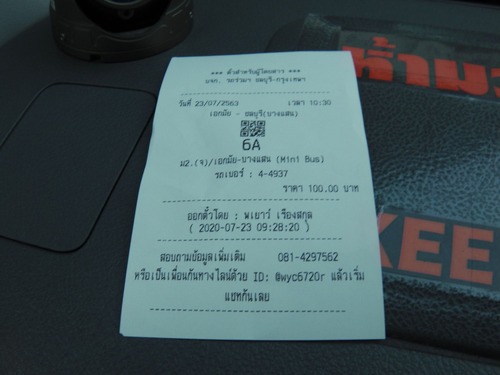 *** ตั๋วสำหรับผู้โดยสาร ***
บจก. รถร่วมฯ ชลบุรี-กรุงเทพฯ
วันที่ 23/07/2563 เวลา 10:30
เอกมัย - ชลบุรี(บางแสน)
6A
ม2.(จ)/เอกมัย-บางแสน (Mini Bus)
รถเบอร์ : 4-4937
ราคา 100.00 บาท
ออกตั๋วโดย : พเยาว์ เรืองสกุล
( 2020-07-23 09:28:20 )
สอบถามข้อมูลเพิ่มเติม 081-4297562
หรือเป็นเพื่อนกันทางไลน์ด้วย ID: @wyc6720r แล้วเริ่ม
แชทกันเลย
ห้าม
KEE